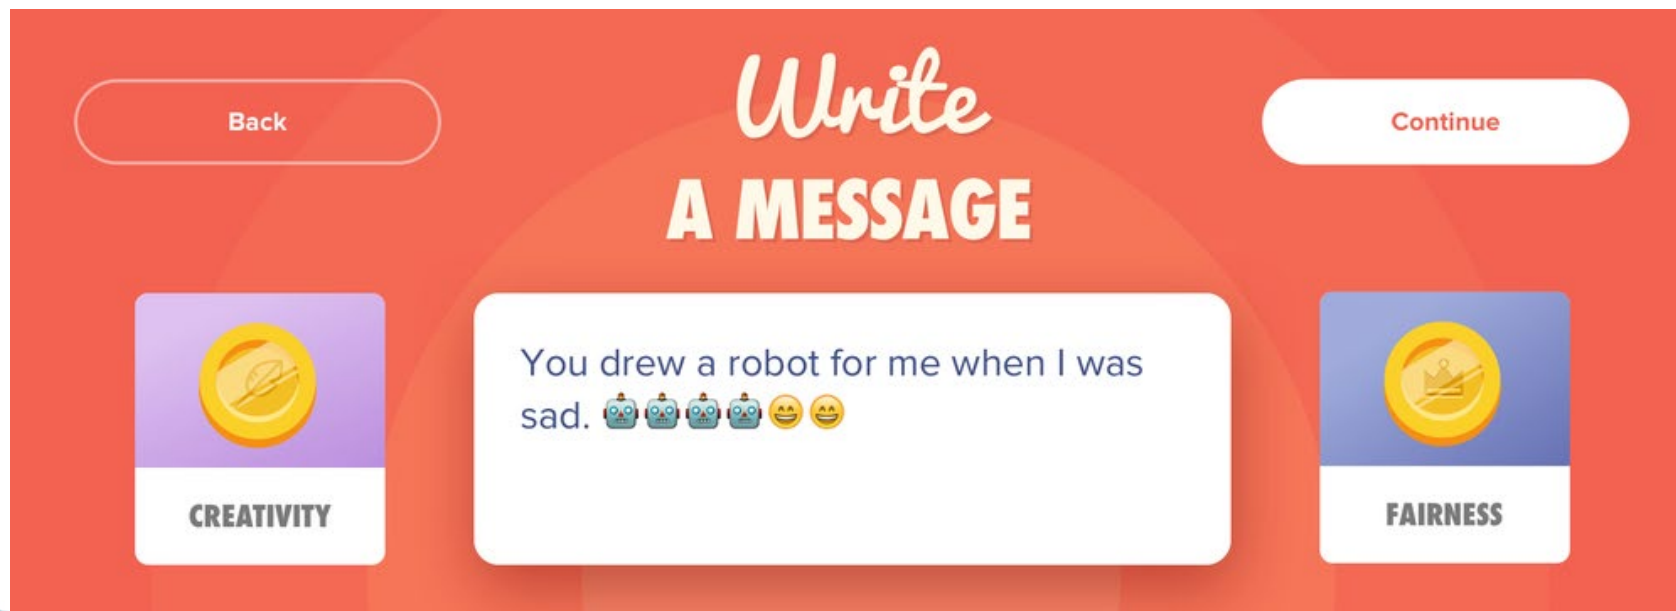 Back
Write
A MESSAGE
Continue
CREATIVITY
You drew a robot for me when I was
sad. 🤖🤖🤖🤖😄😄
FAIRNESS